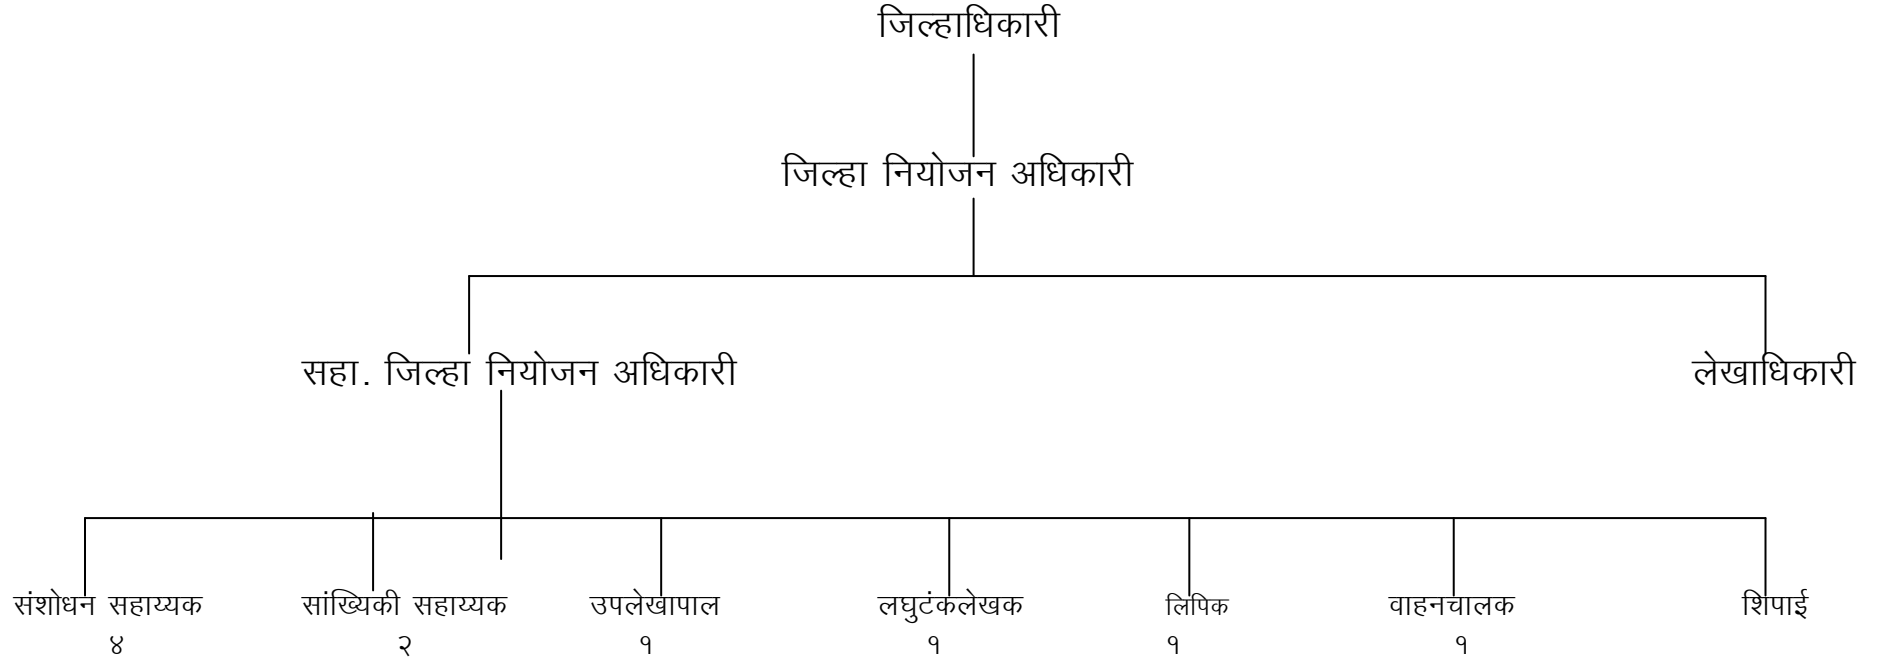 जिल्हाधिकारी
जिल्हा नियोजन अधिकारी
सहा. जिल्हा नियोजन अधिकारी लेखाधिकारी
संशोधन सहाय्यक सांख्यिकी सहाय्यक उपलेखापाल लघुटंकलेखक लिपिक वाहनचालक शिपाई
४ २ १ १ १ १